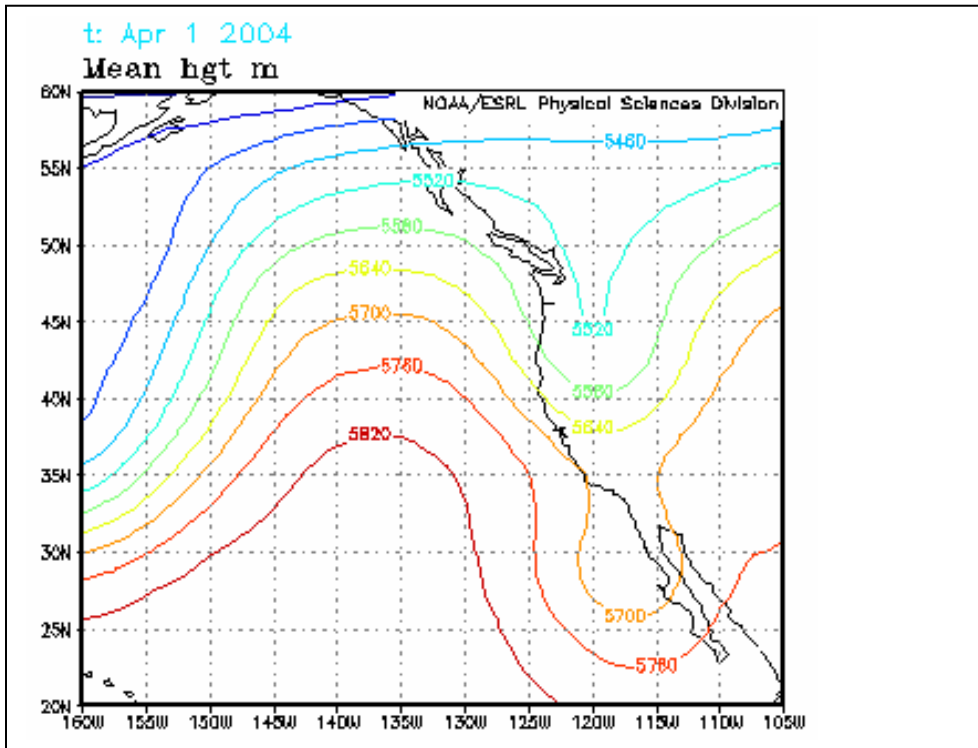 t: Apr 1 2004
Mean hgt m
60N
NOAA/ESRL Physical Sciences Division
5460
55N
5520
50N
5580
5640
45N
5700
5520
5760
40N
5580
5820
5640
35N
30N
25N
5700
5760
20N
160W 155W 150W 145W 140W 135W 130W 125W 120W 115W 110W 105W